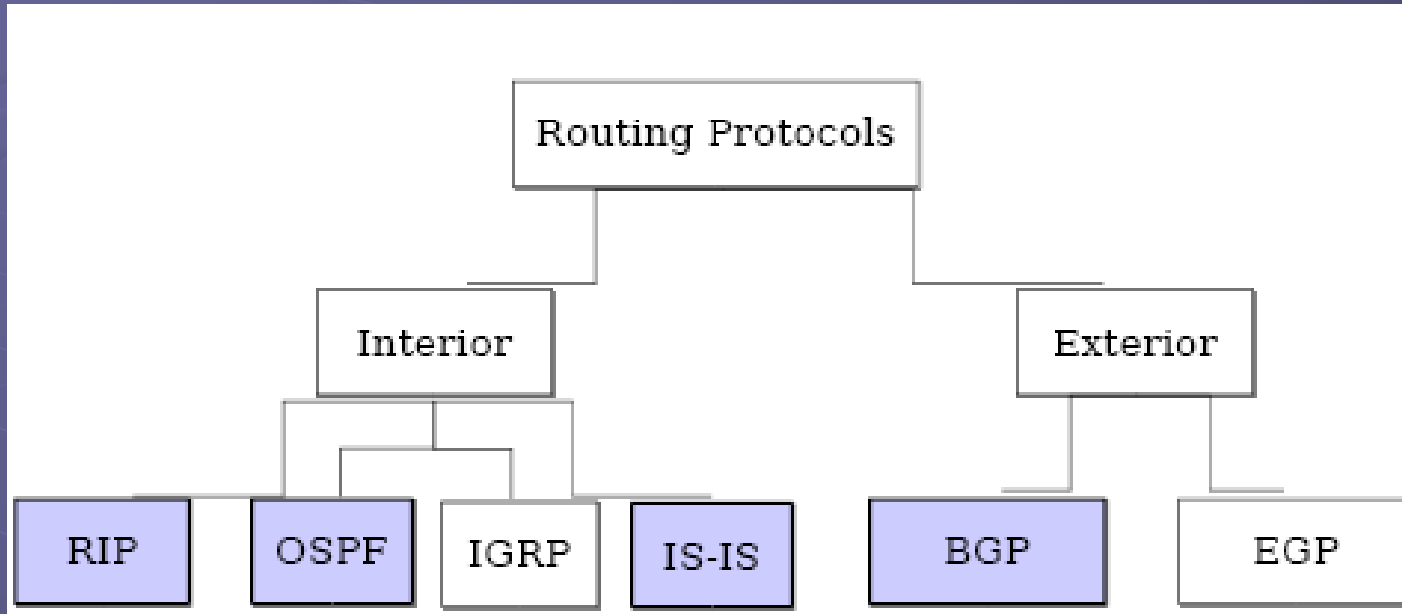 Routing Protocols
Interior
Exterior
RIP
OSPF
IGRP
IS-IS
BGP
EGP